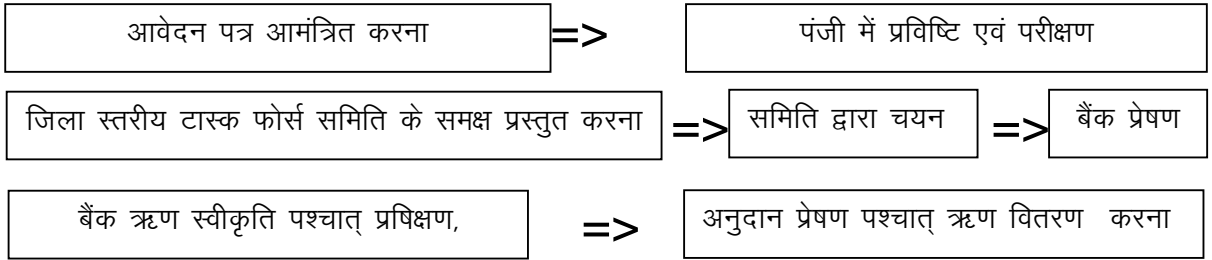 आवेदन पत्र आमंत्रित करना => पंजी में प्रविष्टि एवं परीक्षण
जिला स्तरीय टास्क फोर्स समिति के समक्ष प्रस्तुत करना => समिति द्वारा चयन => बैंक प्रेषण
बैंक ऋण स्वीकृति पश्चात् प्रषिक्षण, => अनुदान प्रेषण पश्चात् ऋण वितरण करना